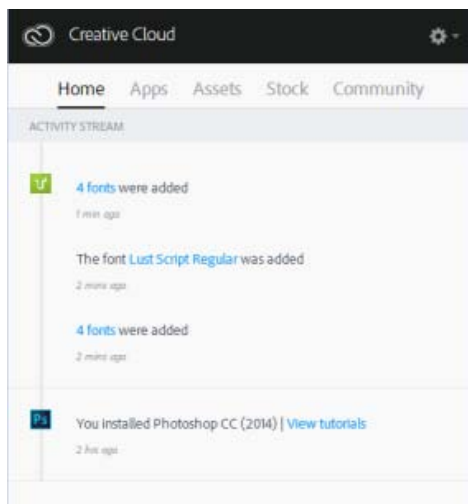 Creative Cloud
Home Apps Assets Stock Community
ACTIVITY STREAM
4 fonts were added
1 min ago
The font Lust Script Regular was added
2 mins ago
4 fonts were added
2 mins ago
Ps You installed Photoshop CC (2014) | View tutorials
2 hrs ago